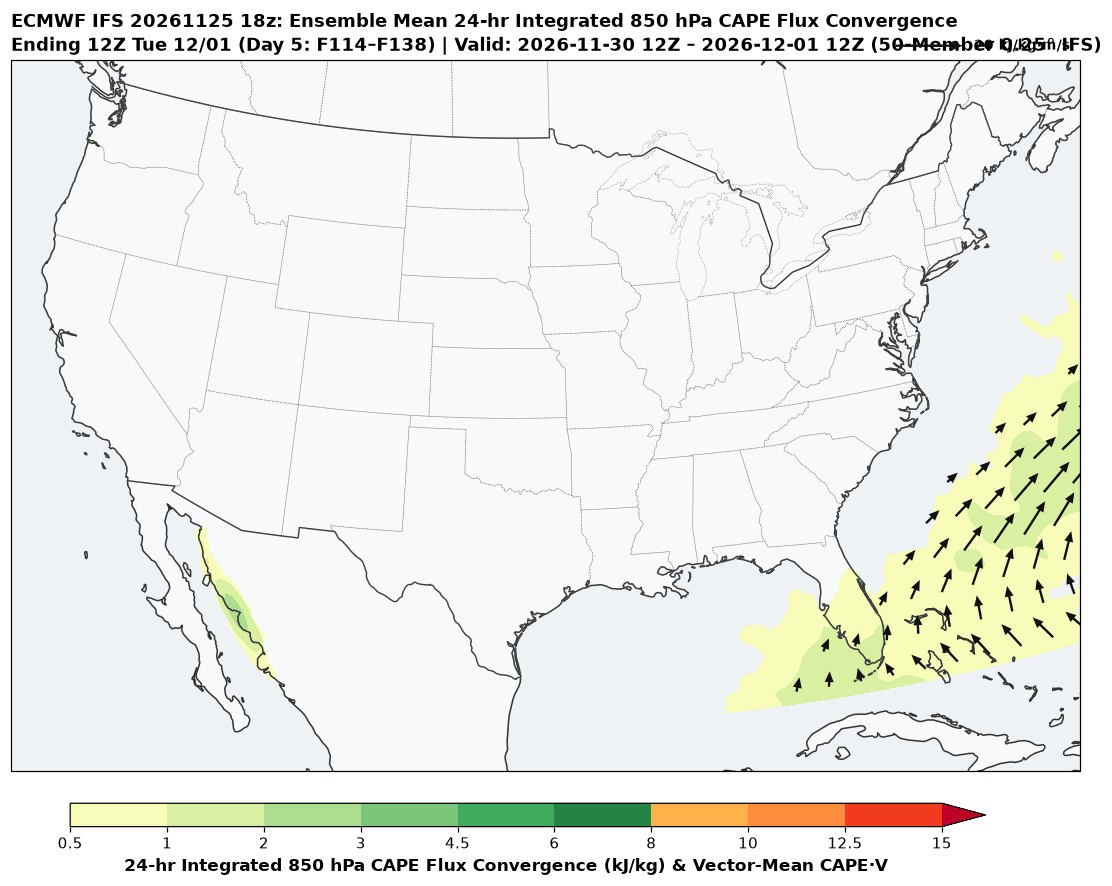 ECMWF IFS 20261125 18z: Ensemble Mean 24-hr Integrated 850 hPa CAPE Flux Convergence
Ending 12Z Tue 12/01 (Day 5: F114–F138) | Valid: 2026-11-30 12Z – 2026-12-01 12Z (50-Member 0.25° IFS)
0.5 1 2 3 4.5 6 8 10 12.5 15
24-hr Integrated 850 hPa CAPE Flux Convergence (kJ/kg) & Vector-Mean CAPE·V